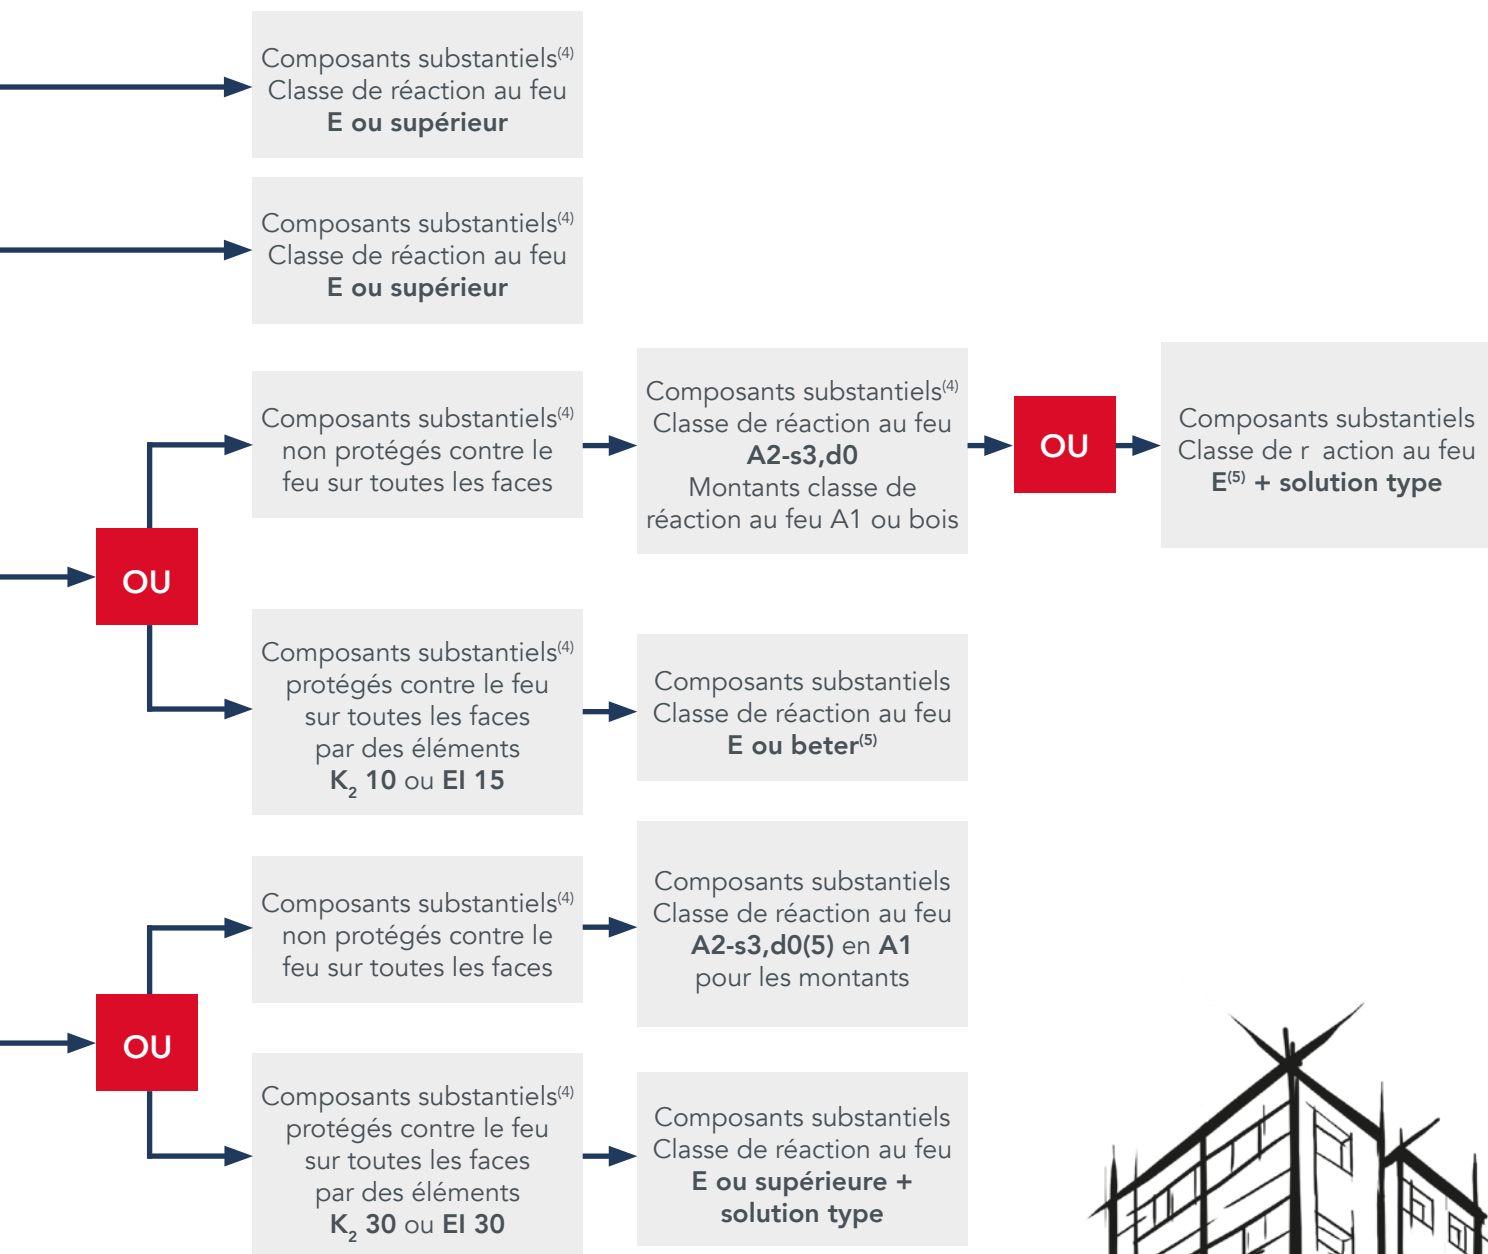 Composants substantiels(4)
Classe de réaction au feu
E ou supérieur
Composants substantiels(4)
Classe de réaction au feu
E ou supérieur
Composants substantiels(4)
non protégés contre le
feu sur toutes les faces
Composants substantiels(4)
Classe de réaction au feu
A2-s3,d0
Montants classe de
réaction au feu A1 ou bois
OU
Composants substantiels
Classe de r action au feu
E(5) + solution type
OU
Composants substantiels(4)
protégés contre le feu
sur toutes les faces
par des éléments
K2 10 ou EI 15
Composants substantiels
Classe de réaction au feu
E ou beter(5)
Composants substantiels(4)
non protégés contre le
feu sur toutes les faces
Composants substantiels
Classe de réaction au feu
A2-s3,d0(5) en A1
pour les montants
OU
Composants substantiels(4)
protégés contre le feu
sur toutes les faces
par des éléments
K2 30 ou EI 30
Composants substantiels
Classe de réaction au feu
E ou supérieure +
solution type